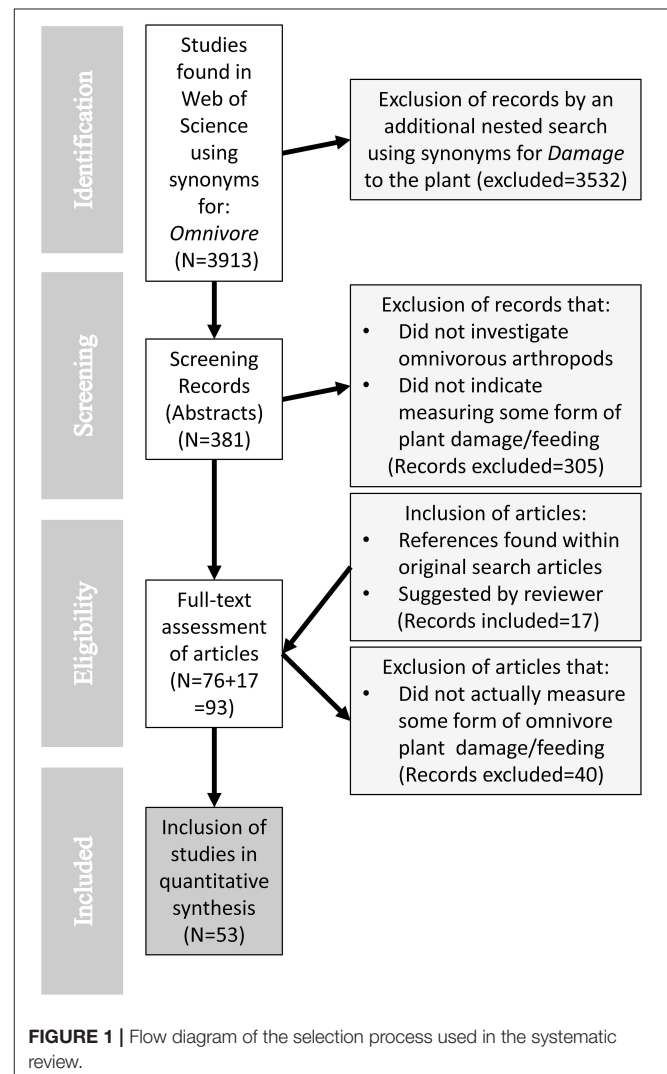 Identification
Studies
found in
Web of
Science
using
synonyms
for:
Omnivore
(N=3913)
Exclusion of records by an
additional nested search
using synonyms for Damage
to the plant (excluded=3532)
Screening
Screening
Records
(Abstracts)
(N=381)
Exclusion of records that:
• Did not investigate
omnivorous arthropods
• Did not indicate
measuring some form of
plant damage/feeding
(Records excluded=305)
Eligibility
Full-text
assessment
of articles
(N=76+17
=93)
Inclusion of articles:
• References found within
original search articles
• Suggested by reviewer
(Records included=17)
Exclusion of articles that:
• Did not actually measure
some form of omnivore
plant damage/feeding
(Records excluded=40)
Included
Inclusion of
studies in
quantitative
synthesis
(N=53)
FIGURE 1 | Flow diagram of the selection process used in the systematic
review.